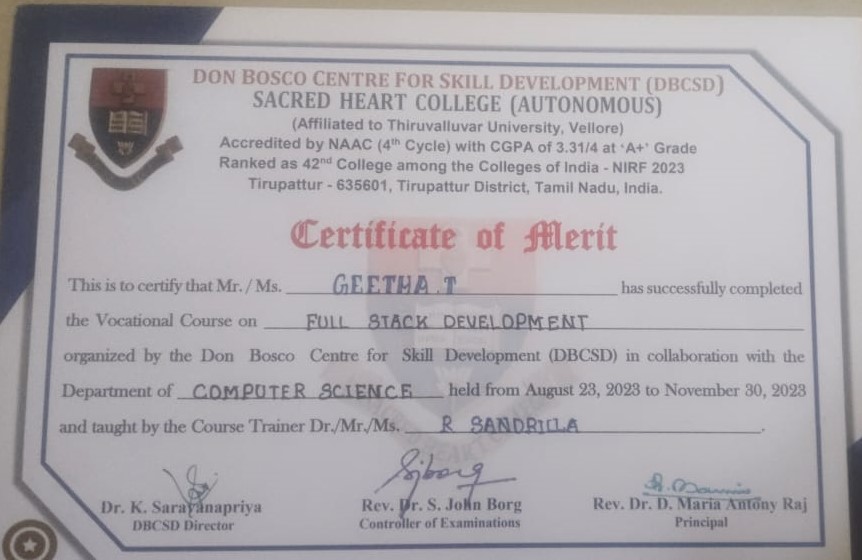 DON BOSCO CENTRE FOR SKILL DEVELOPMENT (DBCSD)
SACRED HEART COLLEGE (AUTONOMOUS)
(Affiliated to Thiruvalluvar University, Vellore)
Accredited by NAAC (4th Cycle) with CGPA of 3.31/4 at 'A+' Grade
Ranked as 42nd College among the Colleges of India - NIRF 2023
Tirupattur - 635601, Tirupattur District, Tamil Nadu, India.
Certificate of Merit
This is to certify that Mr. / Ms. GEETHA.T has successfully completed
the Vocational Course on FULL STACK DEVELOPMENT
organized by the Don Bosco Centre for Skill Development (DBCSD) in collaboration with the
Department of COMPUTER SCIENCE held from August 23, 2023 to November 30, 2023
and taught by the Course Trainer Dr./Mr./Ms. R SANDRILLA.
Dr. K. Saravanapriya Rev. Dr. S. John Borg Rev. Dr. D. Maria Antony Raj
DBCSD Director Controller of Examinations Principal